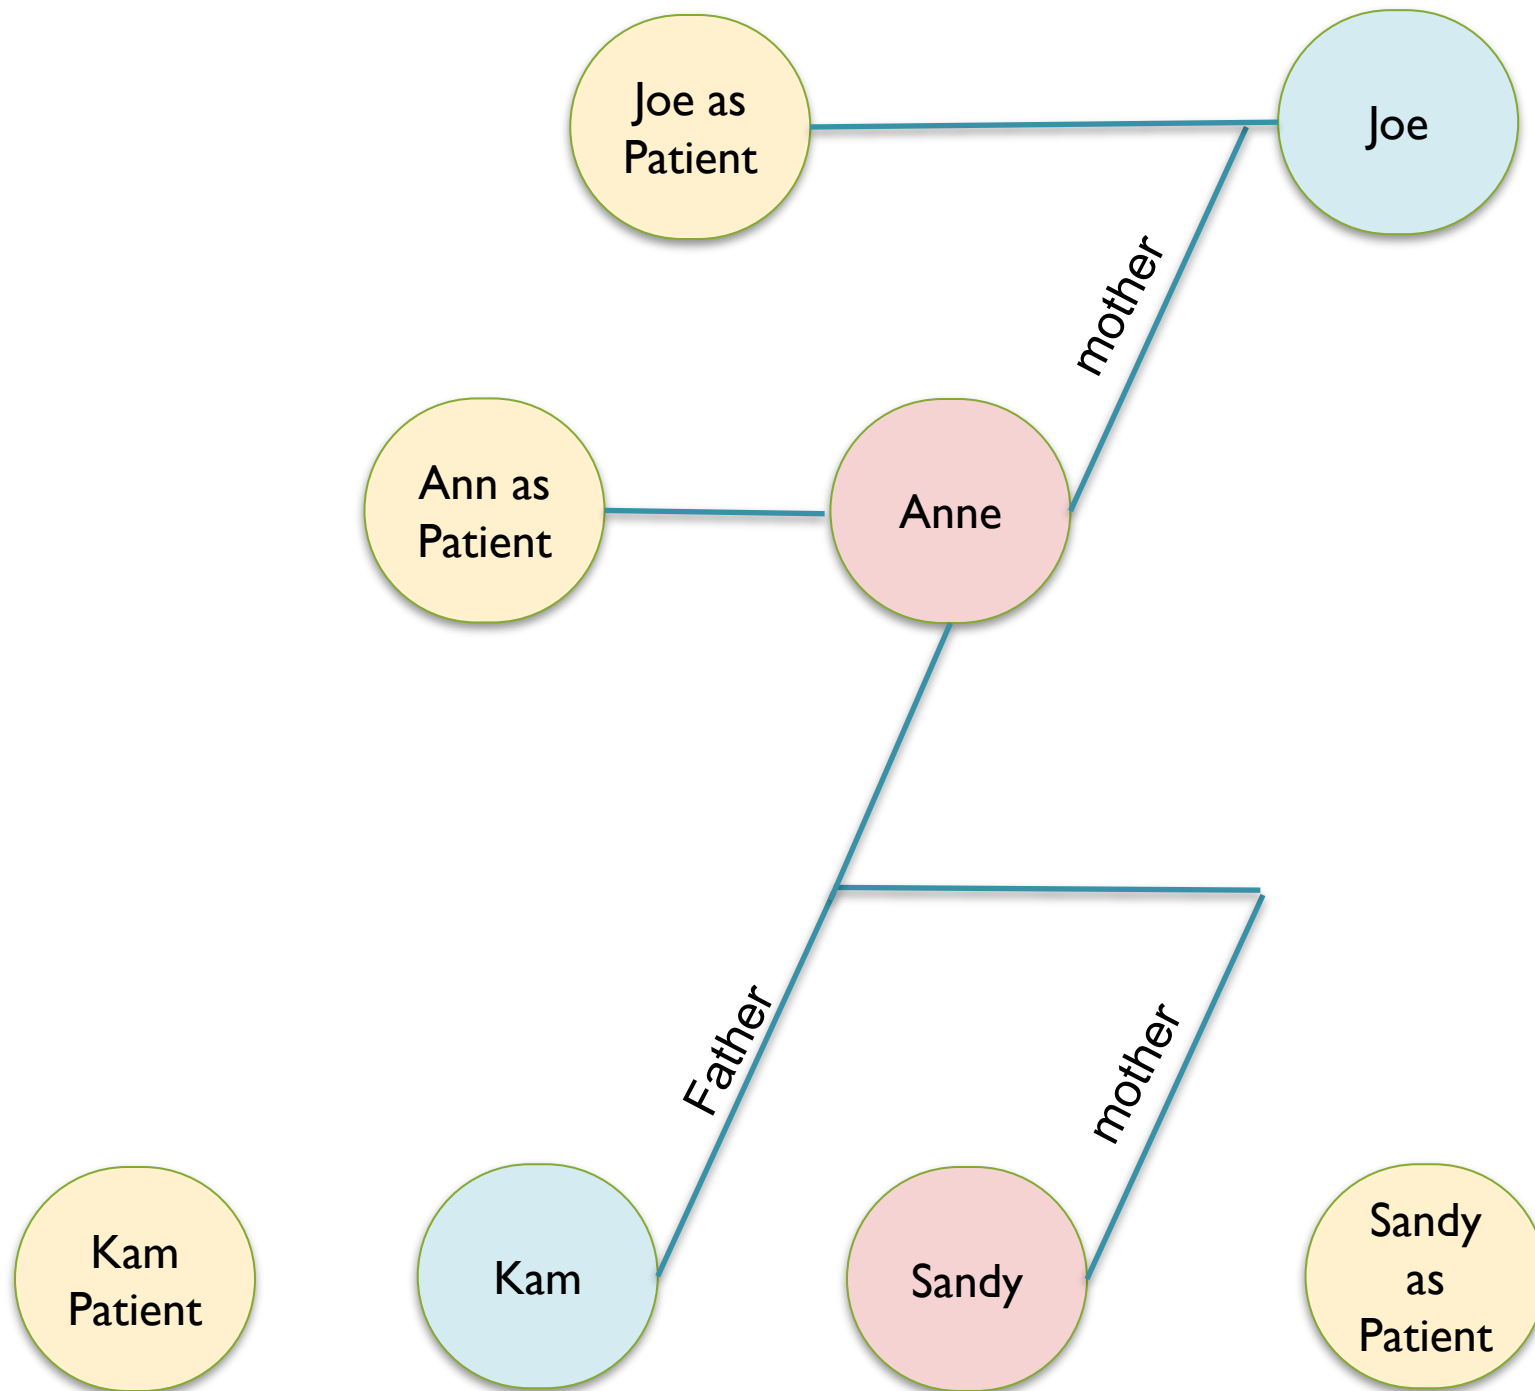 Joe as
Patient
Joe
mother
Ann as
Patient
Anne
Father
mother
Kam
Patient
Kam
Sandy
Sandy
as
Patient